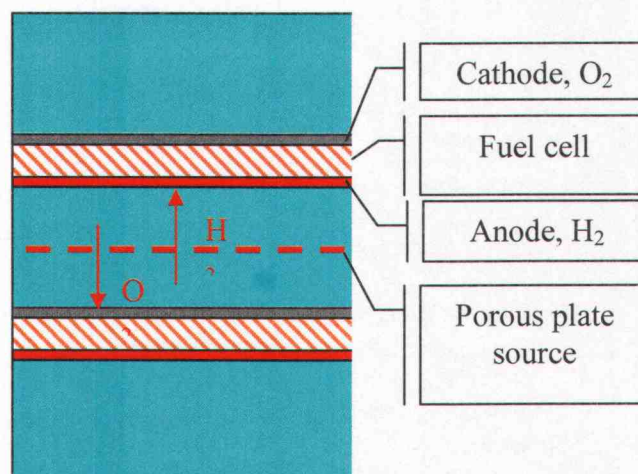 Cathode, O₂
Fuel cell
H
Anode, H₂
O
Porous plate
source